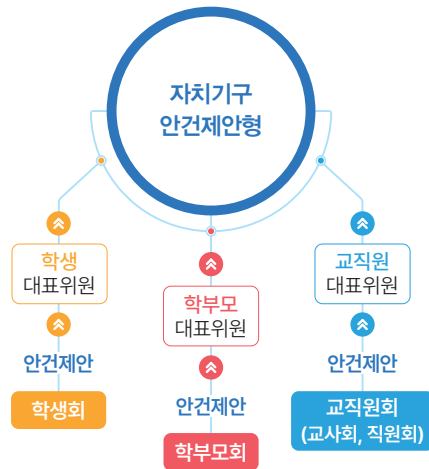 자치기구
안건제안형
학생
대표위원
안건제안
학생회
학부모
대표위원
안건제안
학부모회
교직원
대표위원
안건제안
교직원회
(교사회, 직원회)